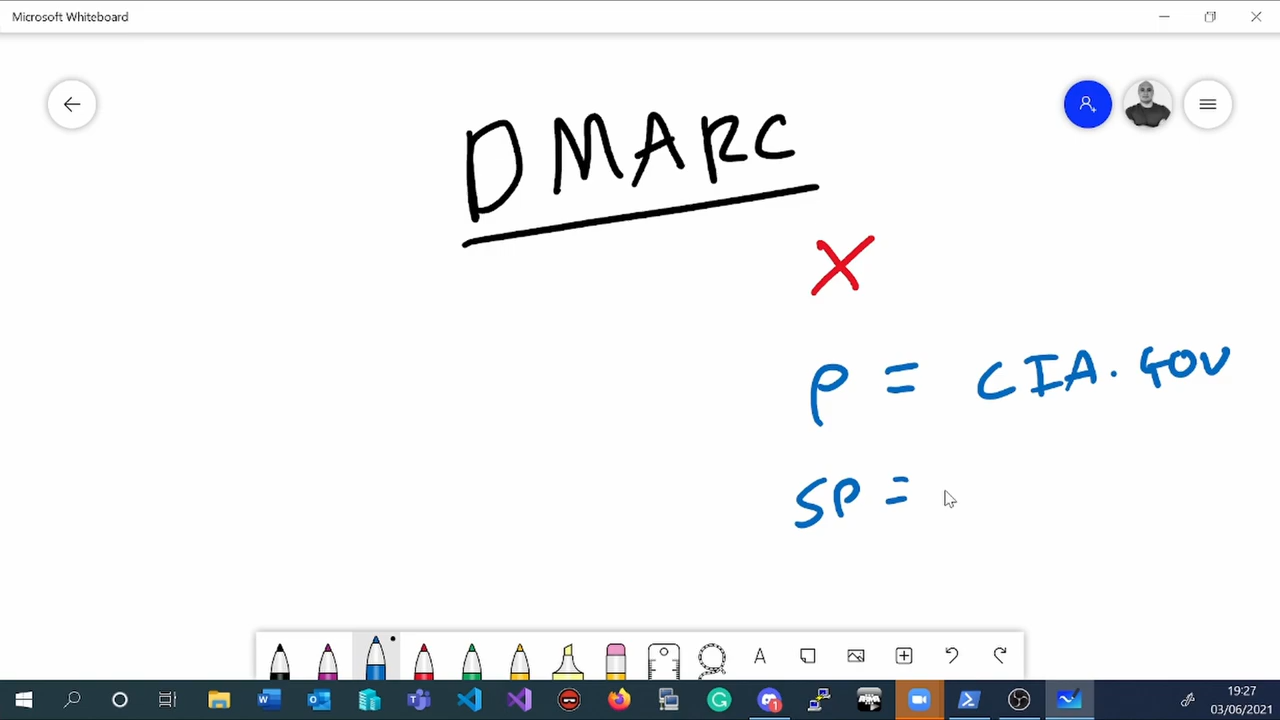 Microsoft Whiteboard
DMARC
X
P = CIA.GOV
SP =
A
19:27
03/06/2021